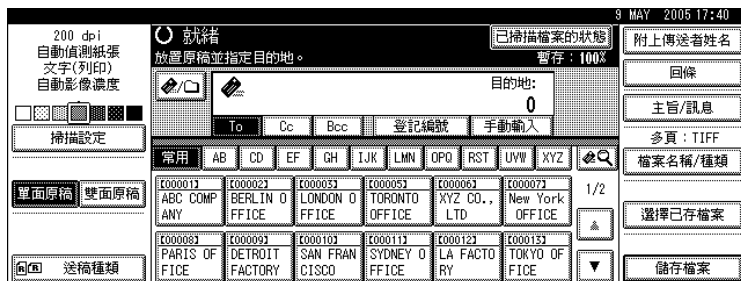 9 MAY 2005 17:40
200 dpi
自動偵測紙張
文字(列印)
自動影像濃度
掃描設定
單面原稿
雙面原稿
送稿種類
就緒
已掃描檔案的狀態
放置原稿並指定目的地。
暫存：100%
目的地:
0
To
Cc
Bcc
登記編號
手動輸入
常用
AB
CD
EF
GH
IJK
LMN
OPQ
RST
UVW
XYZ
[00001]
ABC COMP
ANY
[00002]
BERLIN O
FFICE
[00003]
LONDON O
FFICE
[00005]
TORONTO
OFFICE
[00006]
XYZ CO.,
LTD
[00007]
New York
OFFICE
1/2
[00008]
PARIS OF
FICE
[00009]
DETROIT
FACTORY
[00010]
SAN FRAN
CISCO
[00011]
SYDNEY O
FFICE
[00012]
LA FACTO
RY
[00013]
TOKYO OF
FICE
▲
▼
附上傳送者姓名
回條
主旨/訊息
多頁：TIFF
檔案名稱/種類
選擇已存檔案
儲存檔案